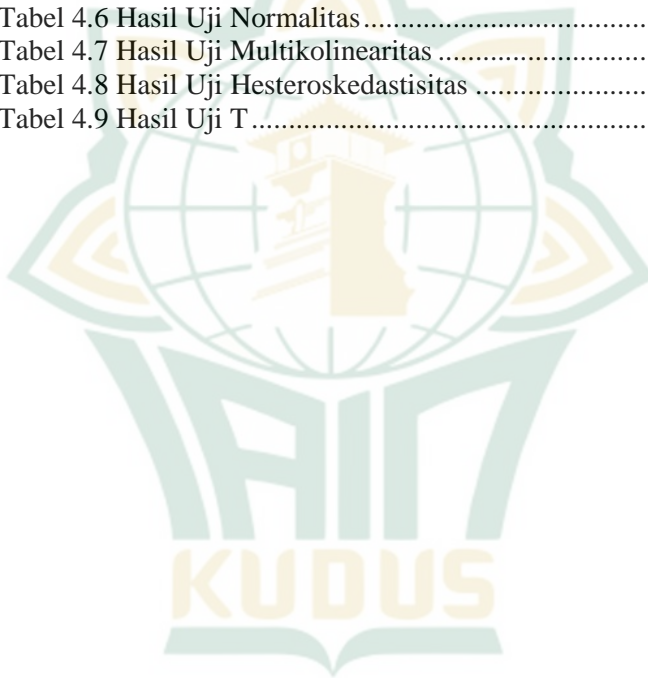 Tabel 4.6 Hasil Uji Normalitas....................................
Tabel 4.7 Hasil Uji Multikolinearitas ...........................
Tabel 4.8 Hasil Uji Hesteroskedastisitas ......................
Tabel 4.9 Hasil Uji T....................................................
IAIN
KUDUS